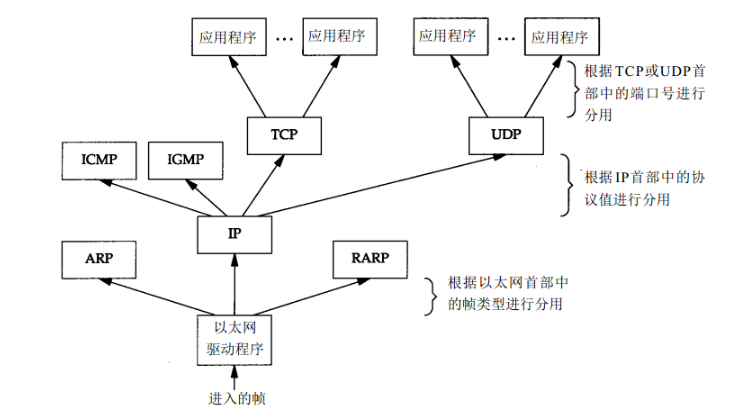 应用程序 … 应用程序 应用程序 … 应用程序
根据TCP或UDP首
部中的端口号进行
分用
TCP UDP
ICMP IGMP
根据IP首部中的协
议值进行分用
IP
ARP RARP
根据以太网首部中
的帧类型进行分用
以太网
驱动程序
进入的帧